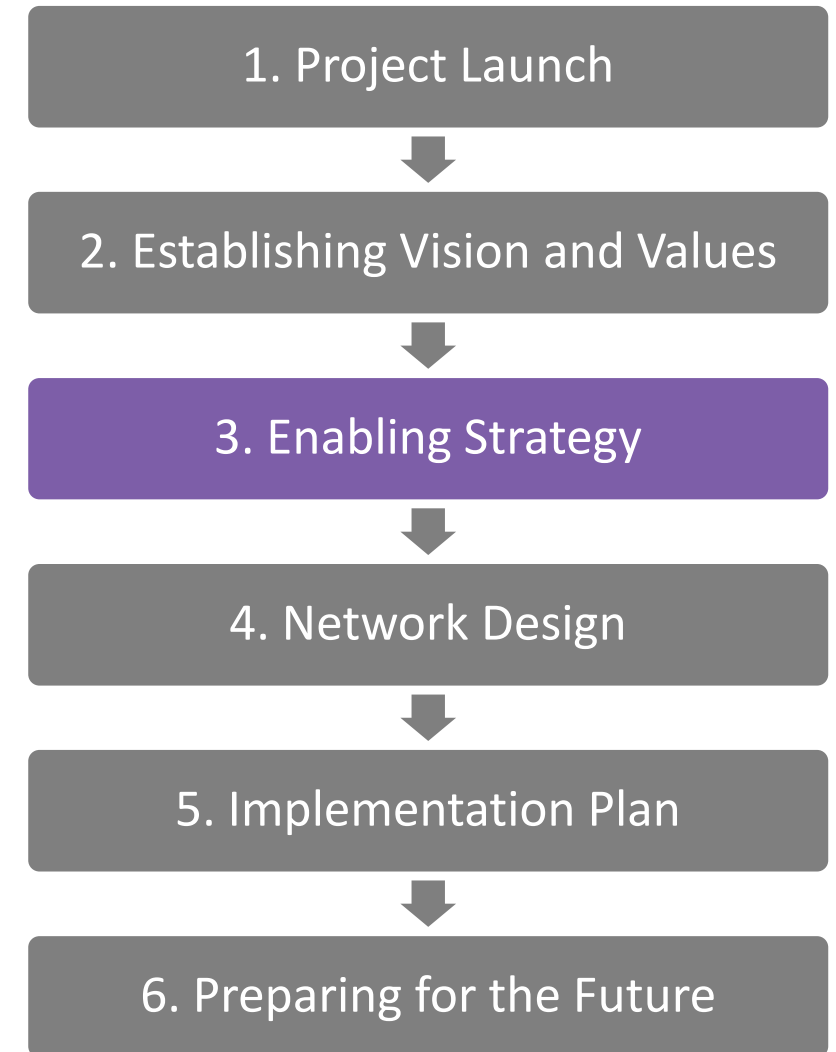 1. Project Launch
2. Establishing Vision and Values
3. Enabling Strategy
4. Network Design
5. Implementation Plan
6. Preparing for the Future